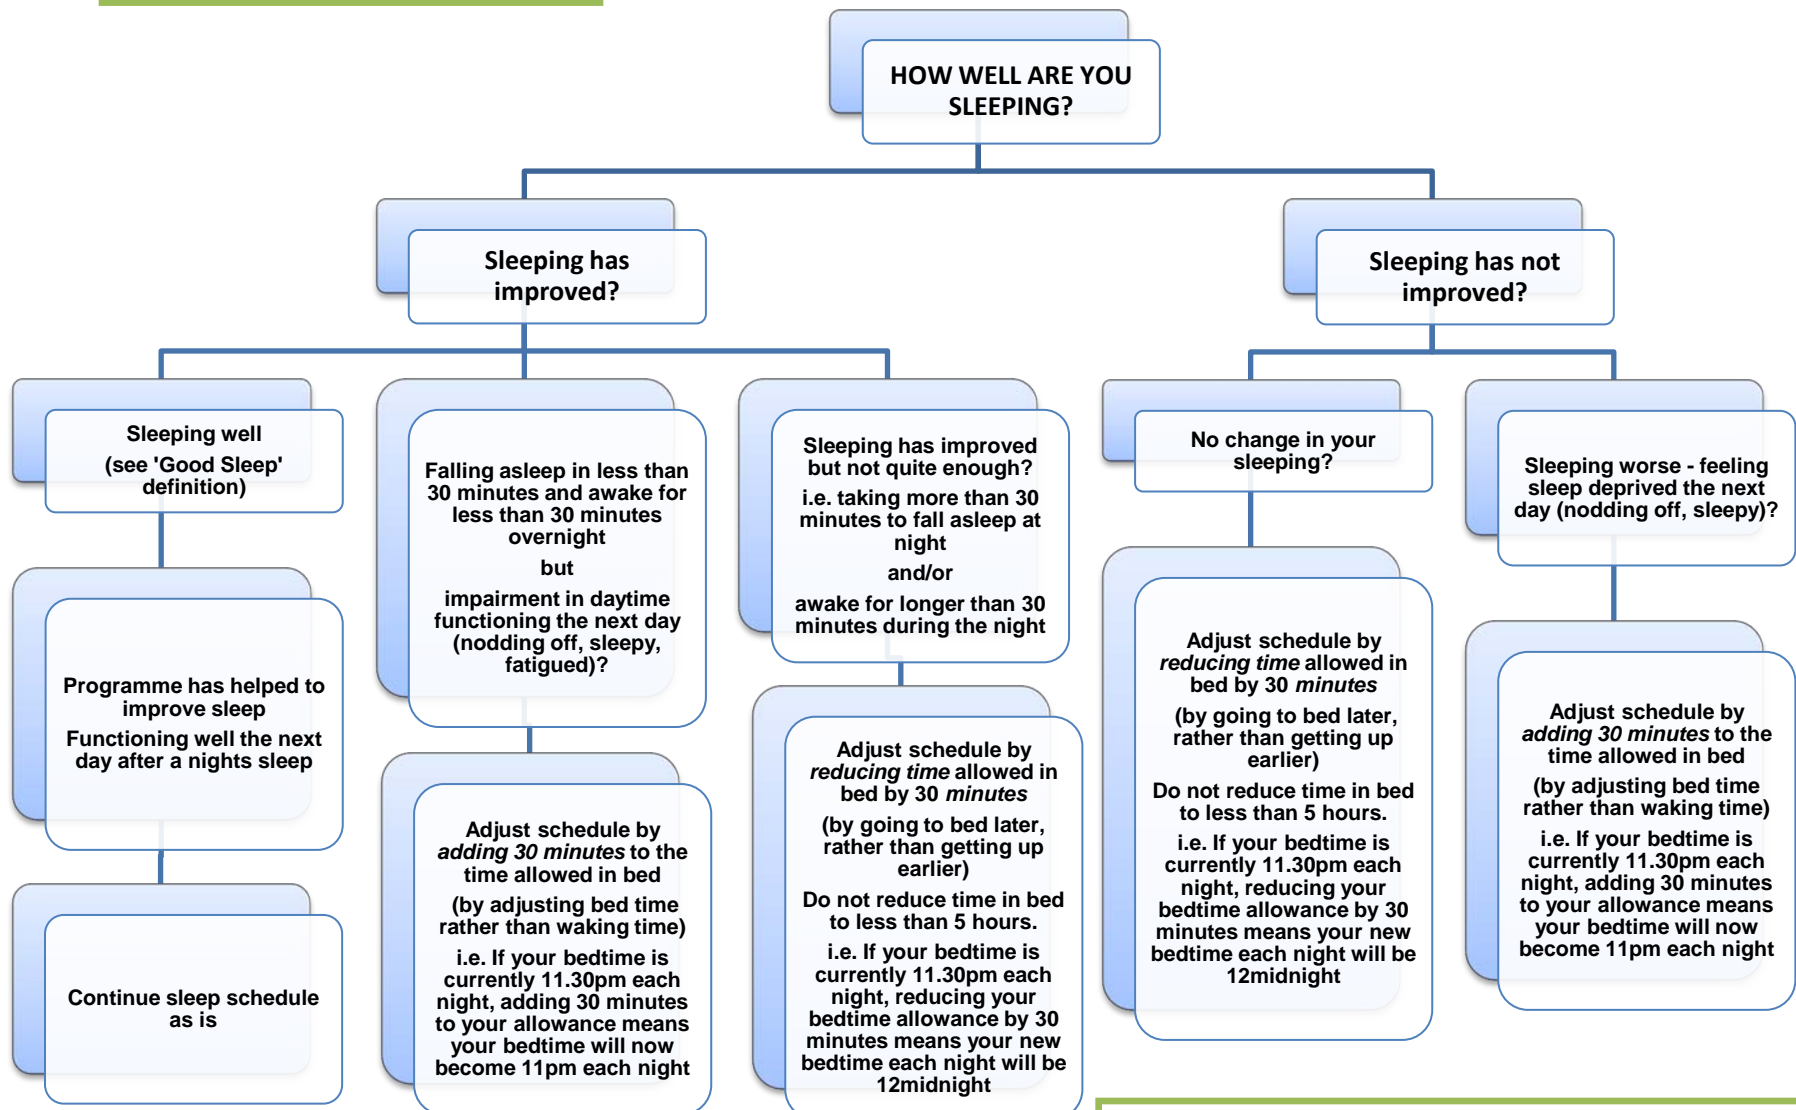 HOW WELL ARE YOU
SLEEPING?
Sleeping has
improved?
Sleeping has not
improved?
Sleeping well
(see 'Good Sleep'
definition)
Falling asleep in less than
30 minutes and awake for
less than 30 minutes
overnight
but
impairment in daytime
functioning the next day
(nodding off, sleepy,
fatigued)?
Sleeping has improved
but not quite enough?
i.e. taking more than 30
minutes to fall asleep at
night
and/or
awake for longer than 30
minutes during the night
No change in your
sleeping?
Sleeping worse - feeling
sleep deprived the next
day (nodding off, sleepy)?
Programme has helped to
improve sleep
Functioning well the next
day after a nights sleep
Adjust schedule by
adding 30 minutes to the
time allowed in bed
(by adjusting bed time
rather than waking time)
i.e. If your bedtime is
currently 11.30pm each
night, adding 30 minutes
to your allowance means
your bedtime will now
become 11pm each night
Adjust schedule by
reducing time allowed in
bed by 30 minutes
(by going to bed later,
rather than getting up
earlier)
Do not reduce time in bed
to less than 5 hours.
i.e. If your bedtime is
currently 11.30pm each
night, reducing your
bedtime allowance by 30
minutes means your new
bedtime each night will be
12midnight
Adjust schedule by
reducing time allowed in
bed by 30 minutes
(by going to bed later,
rather than getting up
earlier)
Do not reduce time in bed
to less than 5 hours.
i.e. If your bedtime is
currently 11.30pm each
night, reducing your
bedtime allowance by 30
minutes means your new
bedtime each night will be
12midnight
Adjust schedule by
adding 30 minutes to the
time allowed in bed
(by adjusting bed time
rather than waking time)
i.e. If your bedtime is
currently 11.30pm each
night, adding 30 minutes
to your allowance means
your bedtime will now
become 11pm each night
Continue sleep schedule
as is